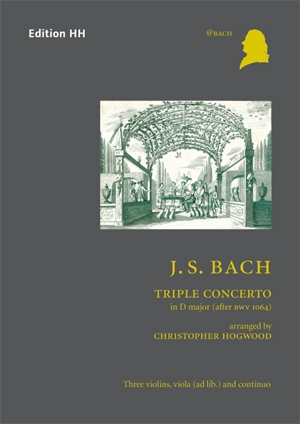 Edition HH
@BACH
J. S. BACH
TRIPLE CONCERTO
in D major (after BWV 1064)
arranged by
CHRISTOPHER HOGWOOD
Three violins, viola (ad lib.) and continuo